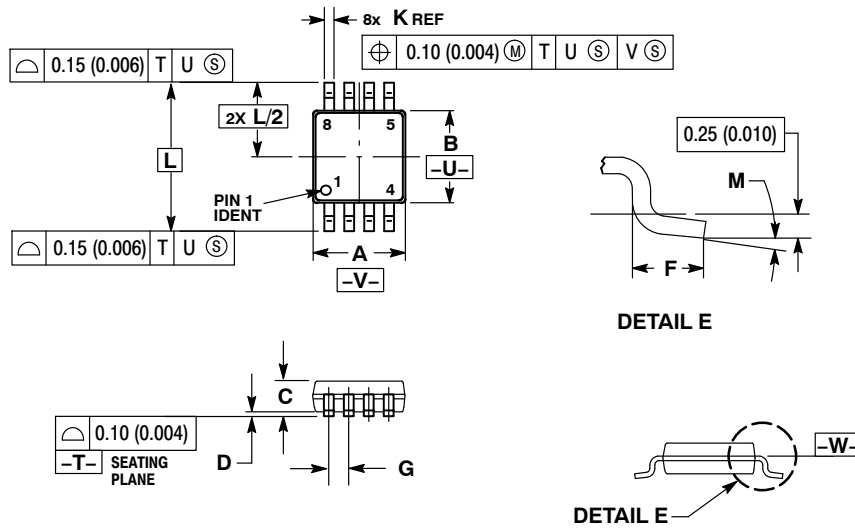 8x K REF
0.15 (0.006) T U Ⓢ
⌖ 0.10 (0.004) Ⓜ T U Ⓢ V Ⓢ
2X L/2
8 5
B
–U–
L
PIN 1
IDENT
1
4
0.15 (0.006) T U Ⓢ
A
–V–
0.25 (0.010)
M
F
DETAIL E
C
0.10 (0.004)
–T– SEATING
PLANE
D
G
–W–
DETAIL E